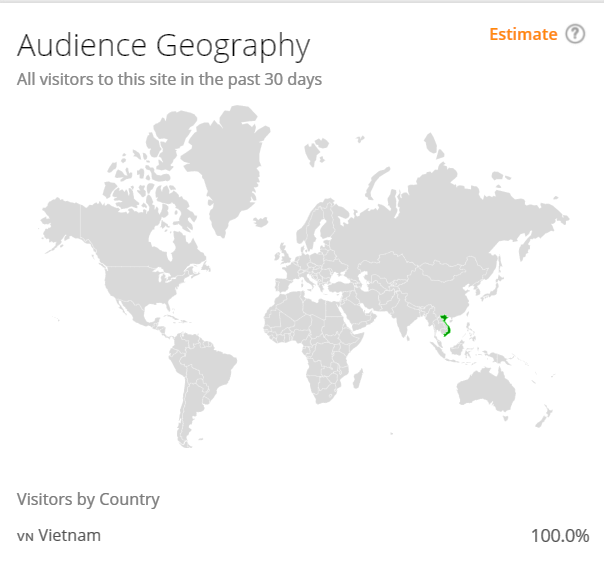 Audience Geography
Estimate ?
All visitors to this site in the past 30 days
Visitors by Country
VN Vietnam 100.0%